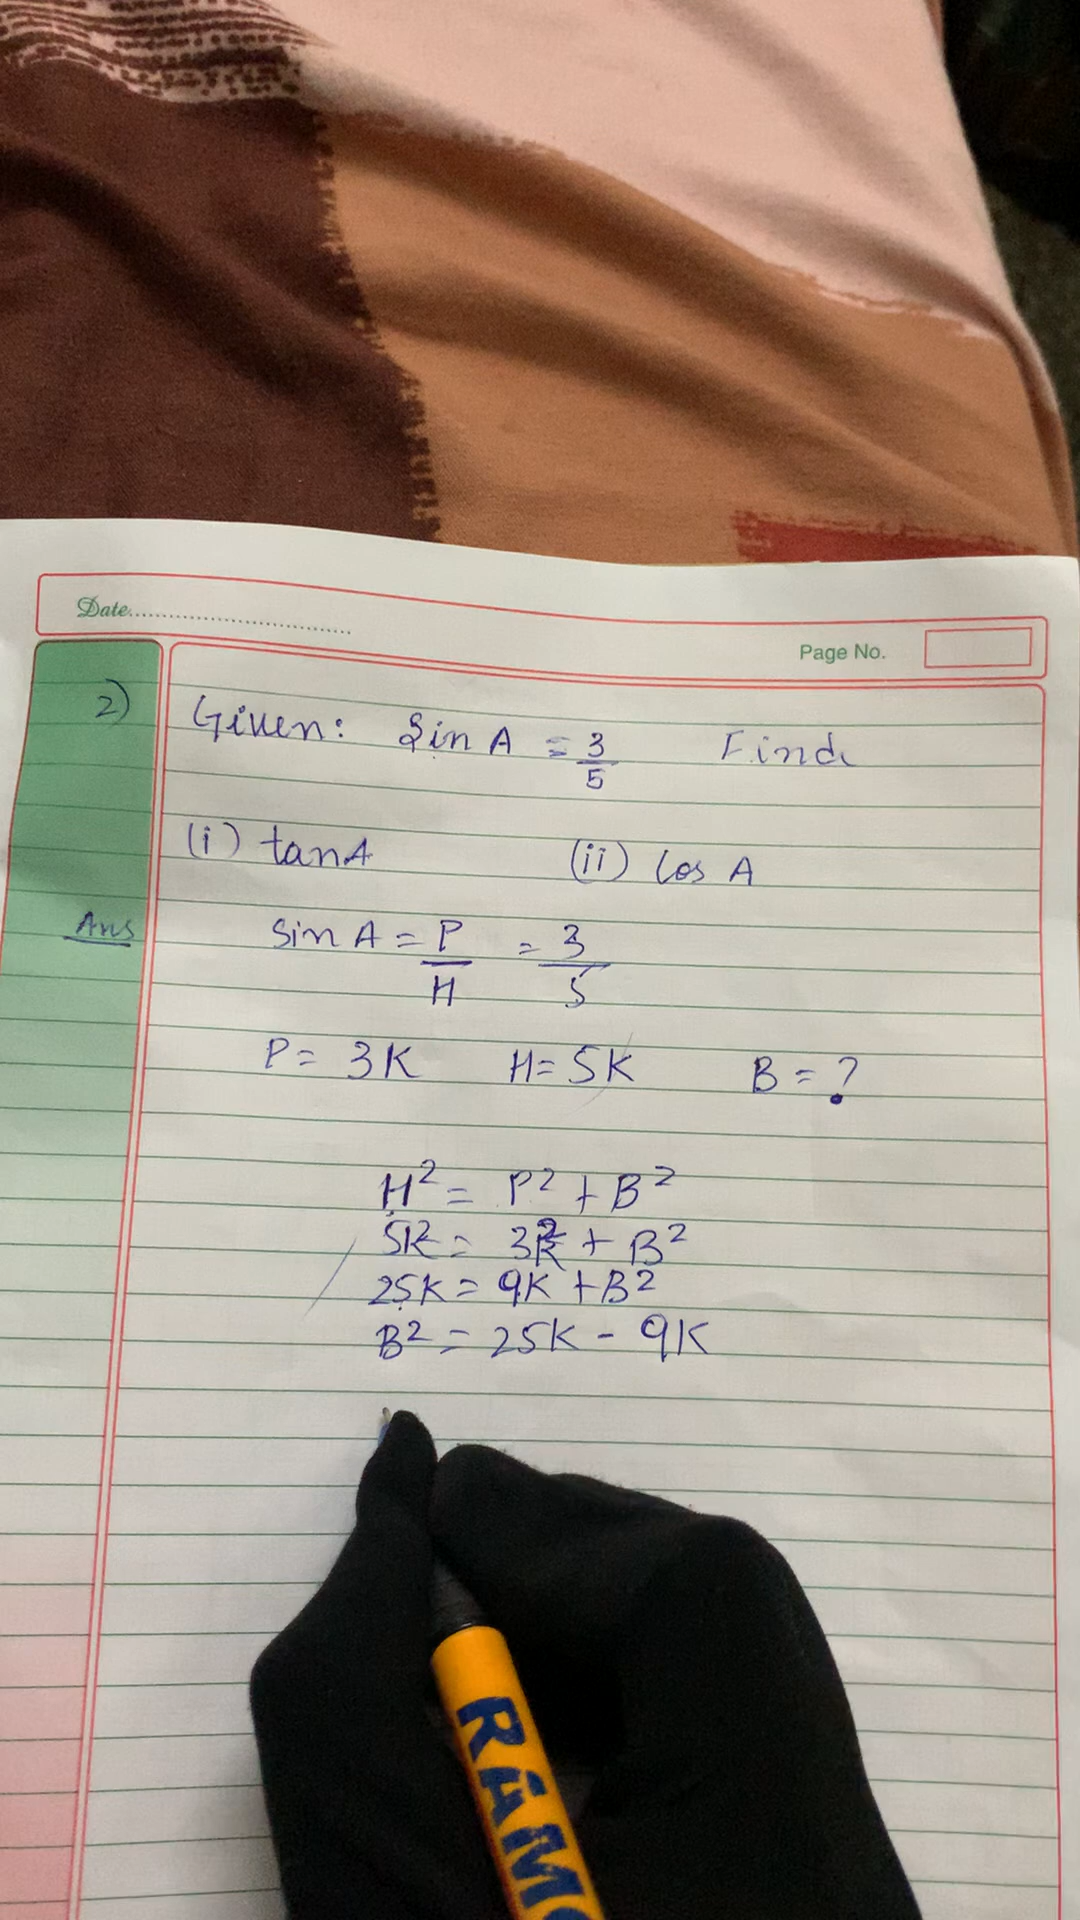 Date
Page No.
2) Given: Sin A = 3/5 Find
(i) tanA (ii) Cos A
Ans Sin A = P/H = 3/5
P = 3K H = 5K B = ?
H² = P² + B²
5K² = 3K² + B²
25K = 9K + B²
B² = 25K - 9K